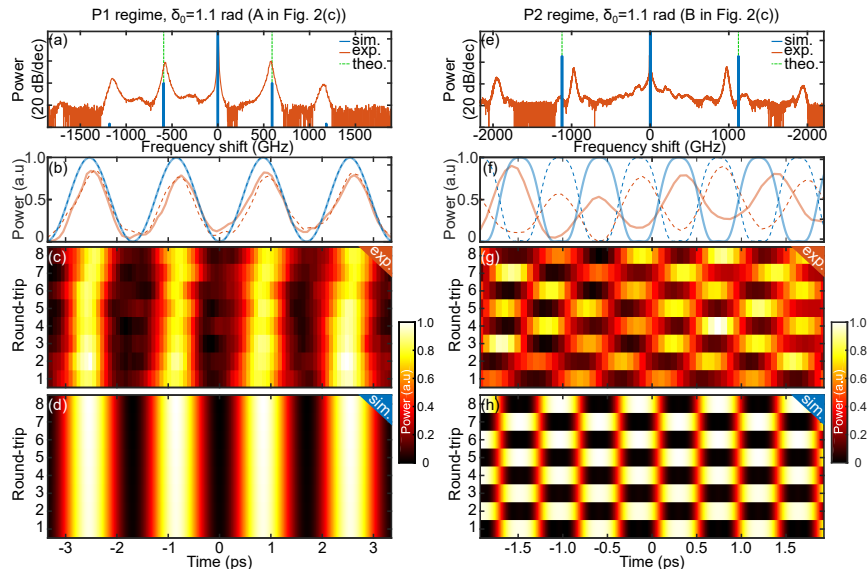 P1 regime, δ0=1.1 rad (A in Fig. 2(c))
(a)
sim.
exp.
theo.
Power
(20 dB/dec)
-1500 -1000 -500 0 500 1000 1500
Frequency shift (GHz)
(b)
Power (a.u)
1.0
0.5
0
(c)
exp.
Round-trip
8
7
6
5
4
3
2
1
(d)
sim.
Round-trip
8
7
6
5
4
3
2
1
-3 -2 -1 0 1 2 3
Time (ps)
Power (a.u)
1.0
0.8
0.6
0.4
0.2
0
P2 regime, δ0=1.1 rad (B in Fig. 2(c))
(e)
sim.
exp.
theo.
Power
(20 dB/dec)
-2000 -1000 0 1000 -2000
Frequency shift (GHz)
(f)
Power (a.u)
1.0
0.5
0
(g)
exp.
Round-trip
8
7
6
5
4
3
2
1
(h)
sim.
Round-trip
8
7
6
5
4
3
2
1
-1.5 -1.0 0.5 0 0.5 1.0 1.5
Time (ps)
Power (a.u)
1.0
0.8
0.6
0.4
0.2
0